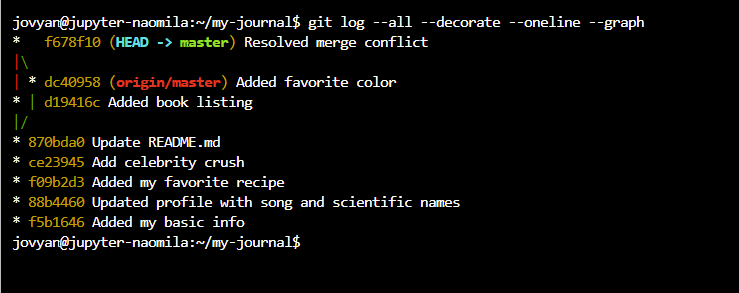 jovyan@jupyter-naomila:~/my-journal$ git log --all --decorate --oneline --graph
*   f678f10 (HEAD -> master) Resolved merge conflict
|\
| * dc40958 (origin/master) Added favorite color
* | d19416c Added book listing
|/
* 870bda0 Update README.md
* ce23945 Add celebrity crush
* f09b2d3 Added my favorite recipe
* 88b4460 Updated profile with song and scientific names
* f5b1646 Added my basic info
jovyan@jupyter-naomila:~/my-journal$